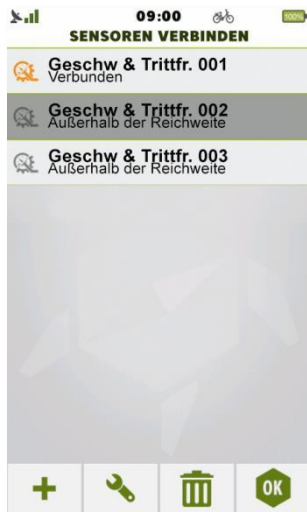 09:00
100%
SENSOREN VERBINDEN
Geschw & Trittfr. 001
Verbunden
Geschw & Trittfr. 002
Außerhalb der Reichweite
Geschw & Trittfr. 003
Außerhalb der Reichweite
OK